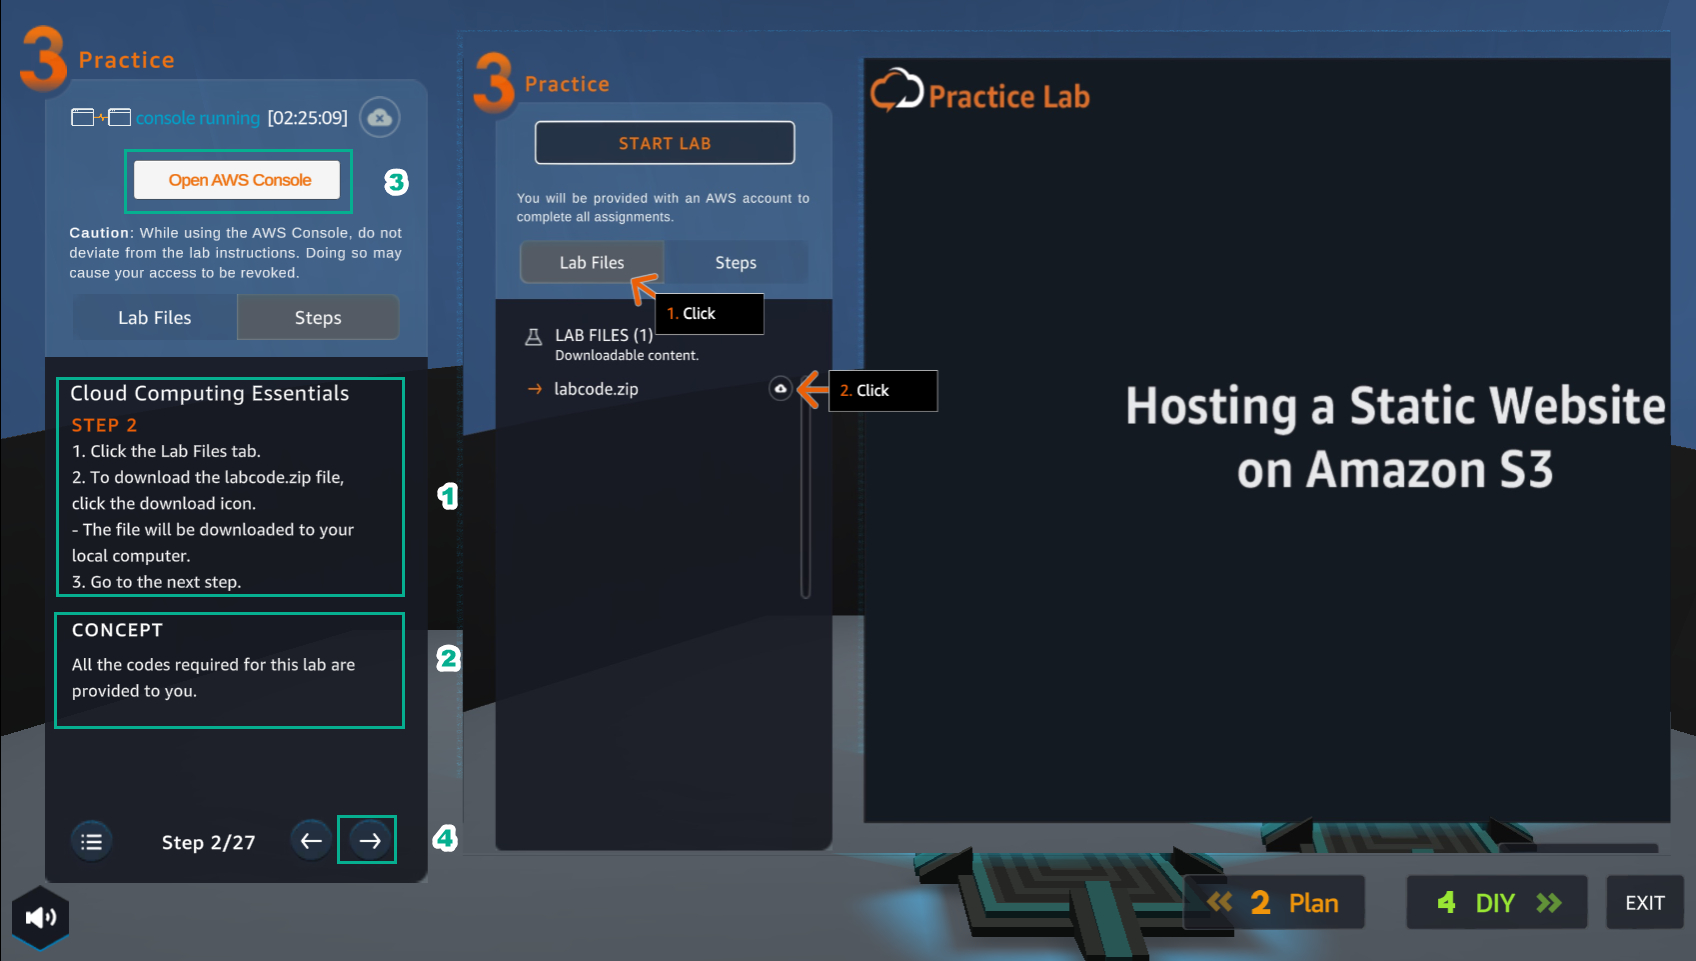 3 Practice
console running [02:25:09]
Open AWS Console
3
Caution: While using the AWS Console, do not
deviate from the lab instructions. Doing so may
cause your access to be revoked.
Lab Files
Steps
Cloud Computing Essentials
STEP 2
1. Click the Lab Files tab.
2. To download the labcode.zip file,
click the download icon.
- The file will be downloaded to your
local computer.
3. Go to the next step.
1
CONCEPT
All the codes required for this lab are
provided to you.
2
Step 2/27
4
3 Practice
START LAB
You will be provided with an AWS account to
complete all assignments.
Lab Files
Steps
1. Click
LAB FILES (1)
Downloadable content.
labcode.zip
2. Click
Practice Lab
Hosting a Static Website
on Amazon S3
2 Plan
4 DIY
EXIT